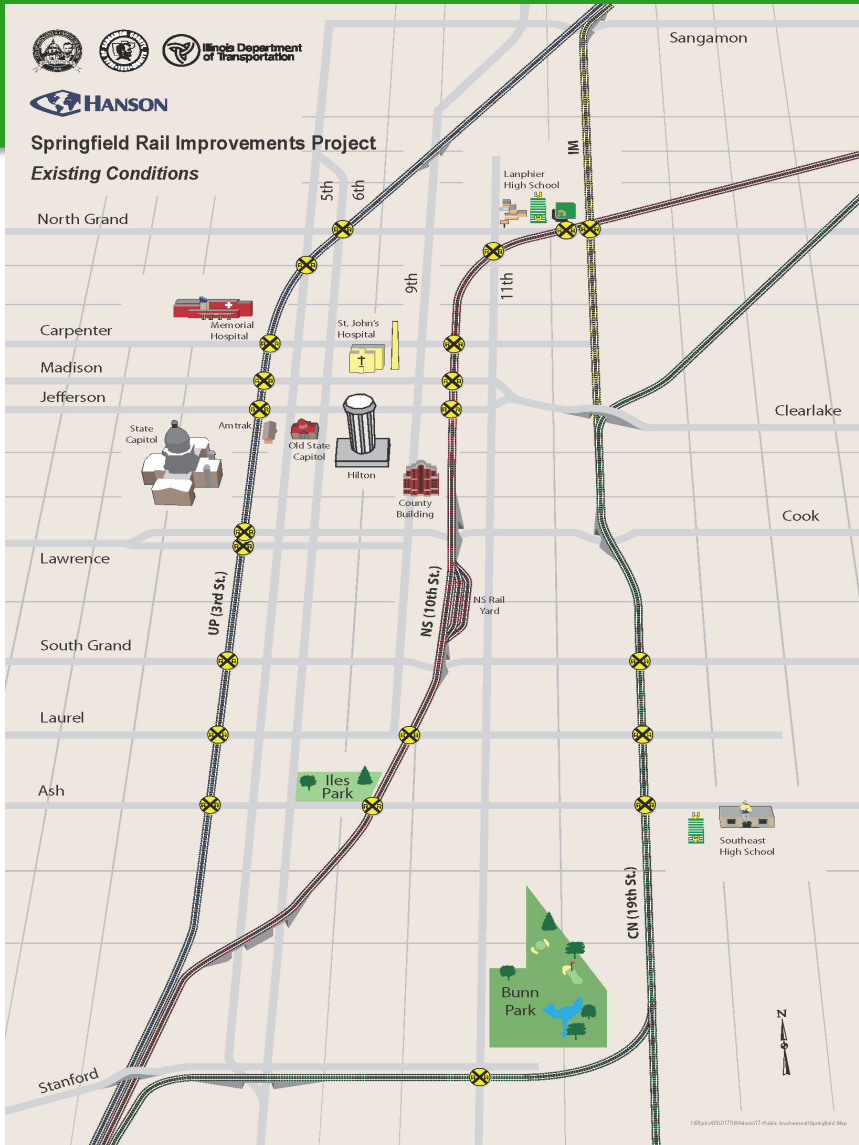 Illinois Department
of Transportation
HANSON
Springfield Rail Improvements Project
Existing Conditions
Sangamon
IM
5th
6th
Lanphier
High School
North Grand
9th
11th
Memorial
Hospital
St. John's
Hospital
Carpenter
Madison
Jefferson
Clearlake
State
Capitol
Amtrak
Old State
Capitol
Hilton
County
Building
Cook
Lawrence
UP (3rd St.)
NS (10th St.)
NS Rail
Yard
South Grand
Laurel
Ash
Iles
Park
Southeast
High School
CN (19th St.)
Bunn
Park
N
Stanford